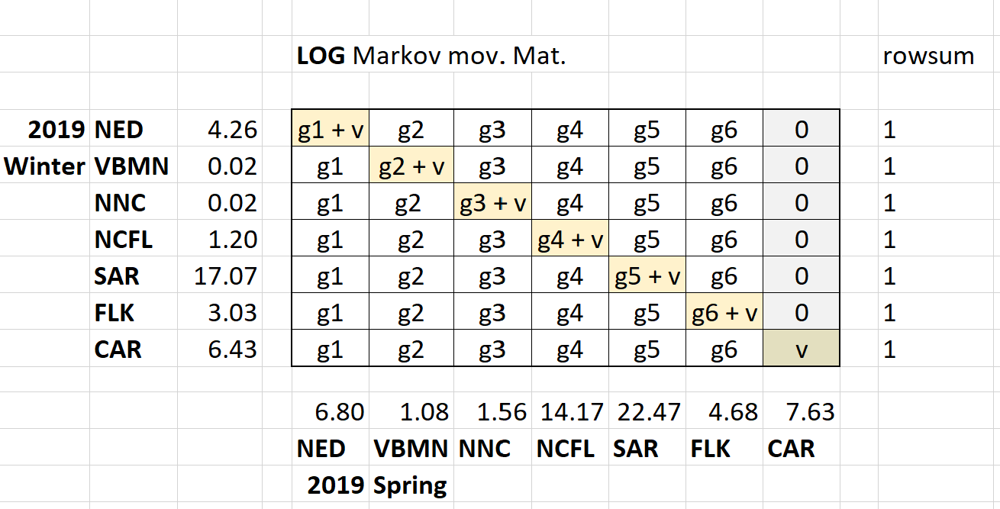 LOG Markov mov. Mat. rowsum
2019 NED 4.26 g1 + v g2 g3 g4 g5 g6 0 1
Winter VBMN 0.02 g1 g2 + v g3 g4 g5 g6 0 1
NNC 0.02 g1 g2 g3 + v g4 g5 g6 0 1
NCFL 1.20 g1 g2 g3 g4 + v g5 g6 0 1
SAR 17.07 g1 g2 g3 g4 g5 + v g6 0 1
FLK 3.03 g1 g2 g3 g4 g5 g6 + v 0 1
CAR 6.43 g1 g2 g3 g4 g5 g6 v 1
6.80 1.08 1.56 14.17 22.47 4.68 7.63
NED VBMN NNC NCFL SAR FLK CAR
2019 Spring